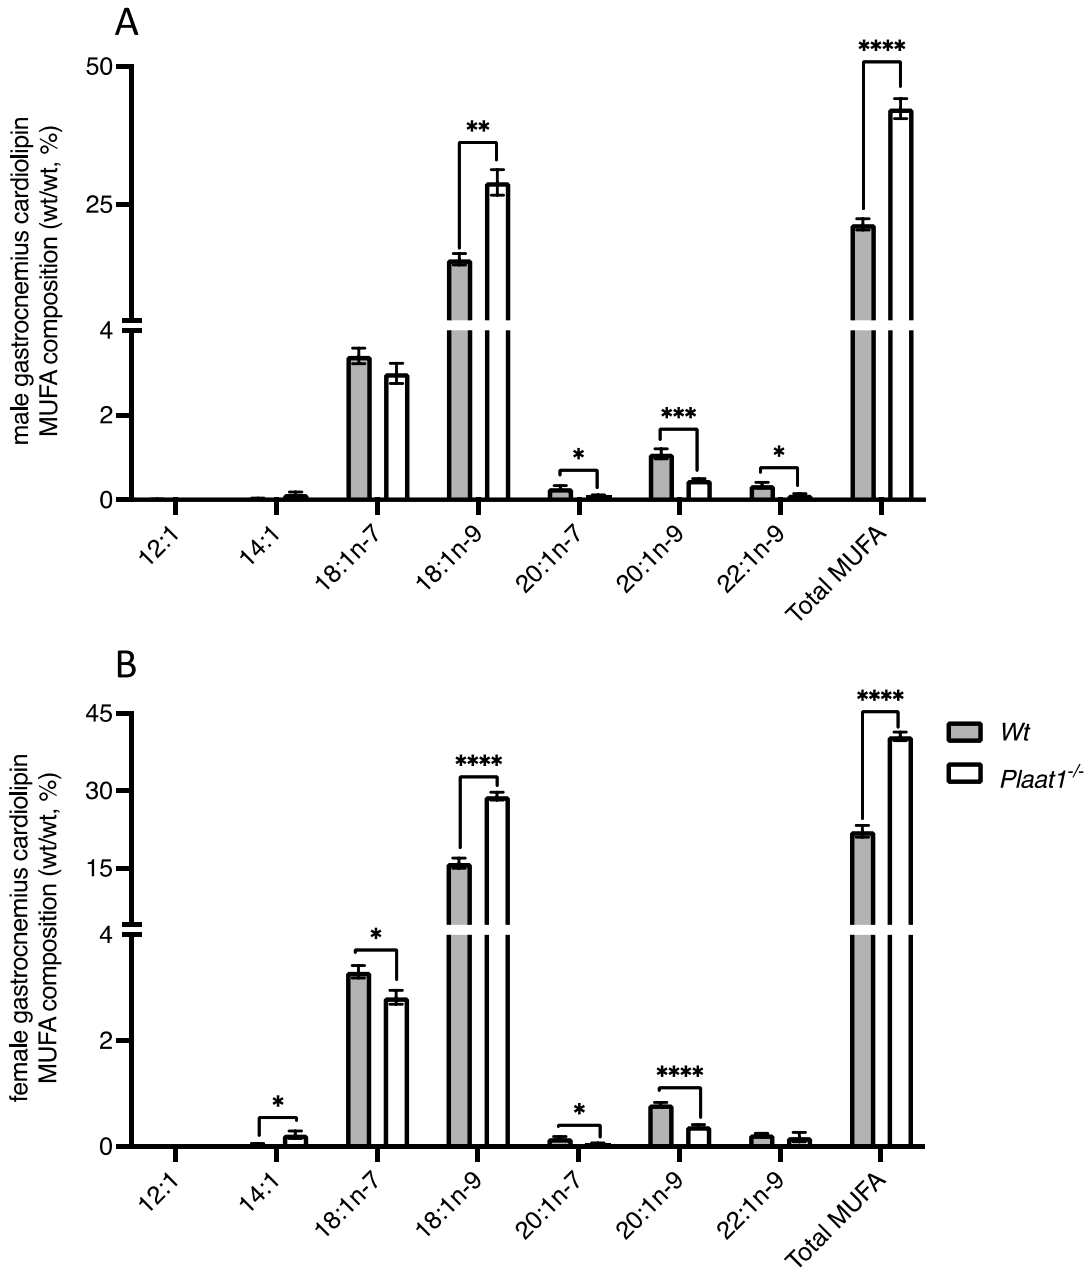 A
male gastrocnemius cardiolipin
MUFA composition (wt/wt, %)
50
25
4
2
0
**
****
*
***
*
12:1
14:1
18:1n-7
18:1n-9
20:1n-7
20:1n-9
22:1n-9
Total MUFA
B
female gastrocnemius cardiolipin
MUFA composition (wt/wt, %)
45
30
15
4
2
0
*
*
****
*
****
****
12:1
14:1
18:1n-7
18:1n-9
20:1n-7
20:1n-9
22:1n-9
Total MUFA
Wt
Plaat1-/-